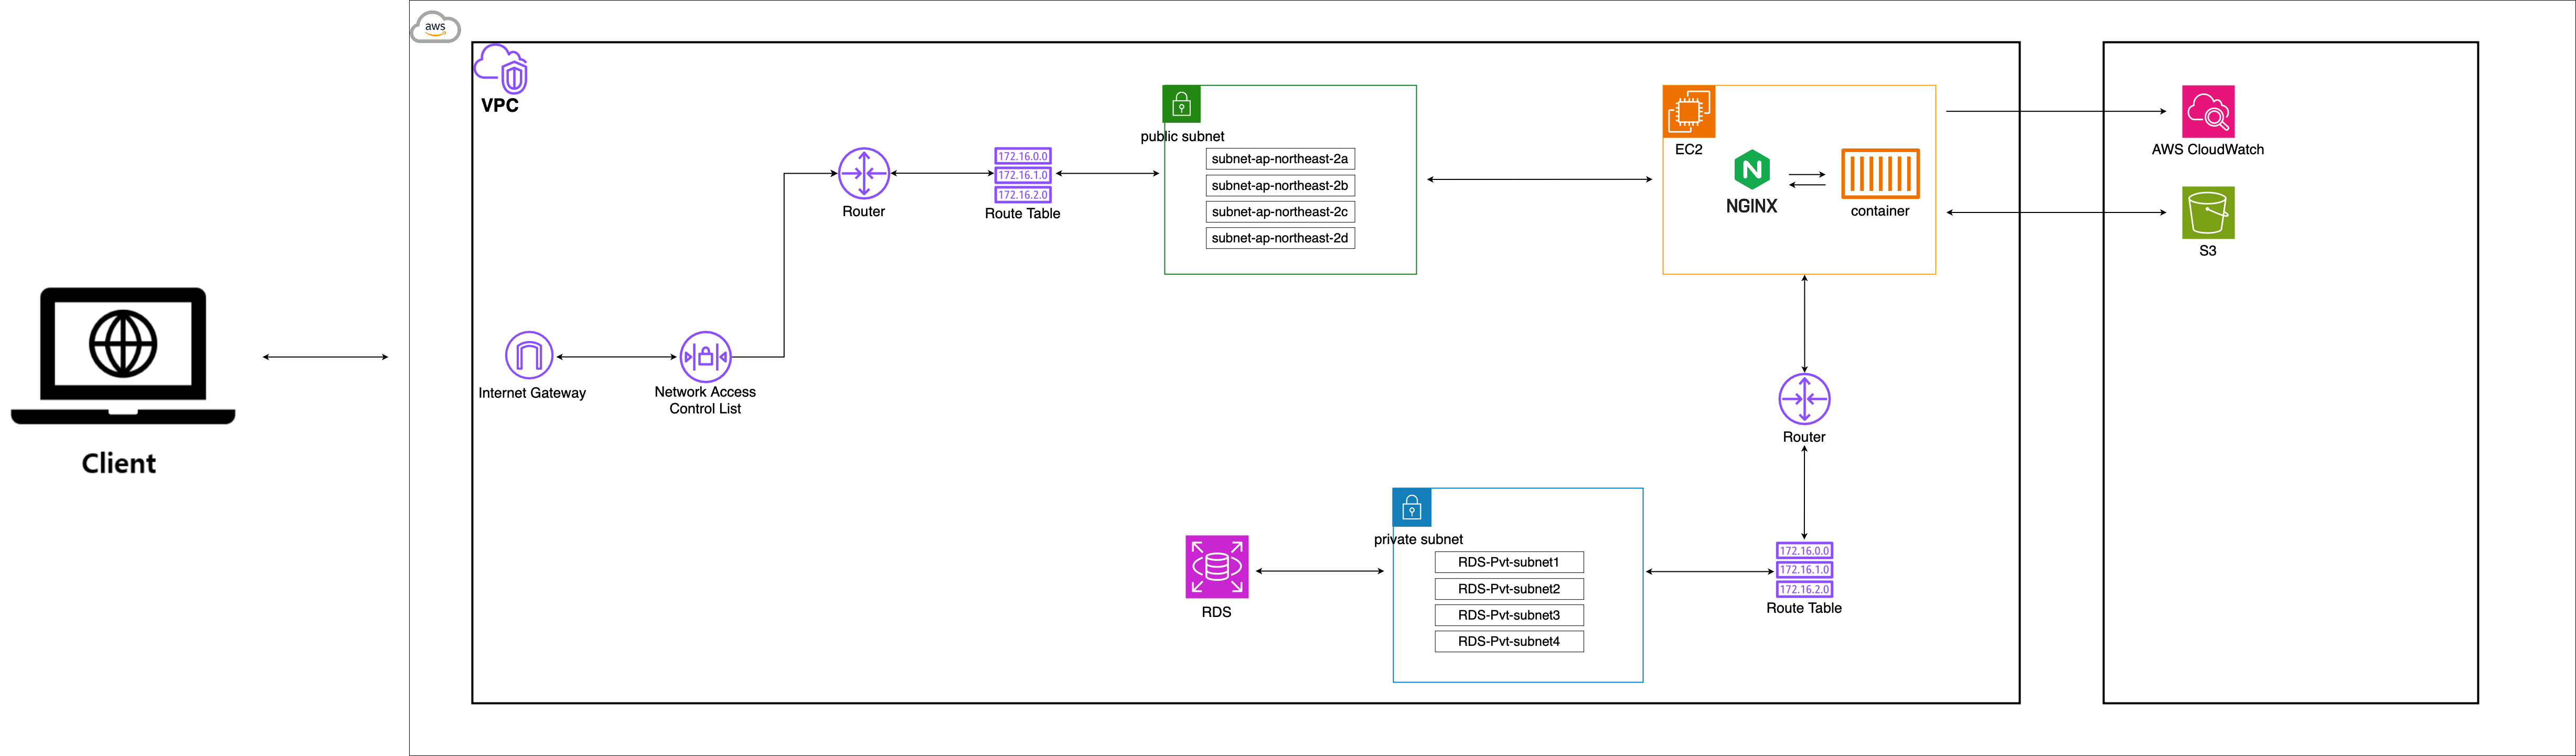 aws
VPC
Client
Internet Gateway
Network Access
Control List
Router
172.16.0.0
172.16.1.0
172.16.2.0
Route Table
public subnet
subnet-ap-northeast-2a
subnet-ap-northeast-2b
subnet-ap-northeast-2c
subnet-ap-northeast-2d
EC2
N
NGINX
container
AWS CloudWatch
S3
Router
172.16.0.0
172.16.1.0
172.16.2.0
Route Table
private subnet
RDS-Pvt-subnet1
RDS-Pvt-subnet2
RDS-Pvt-subnet3
RDS-Pvt-subnet4
RDS